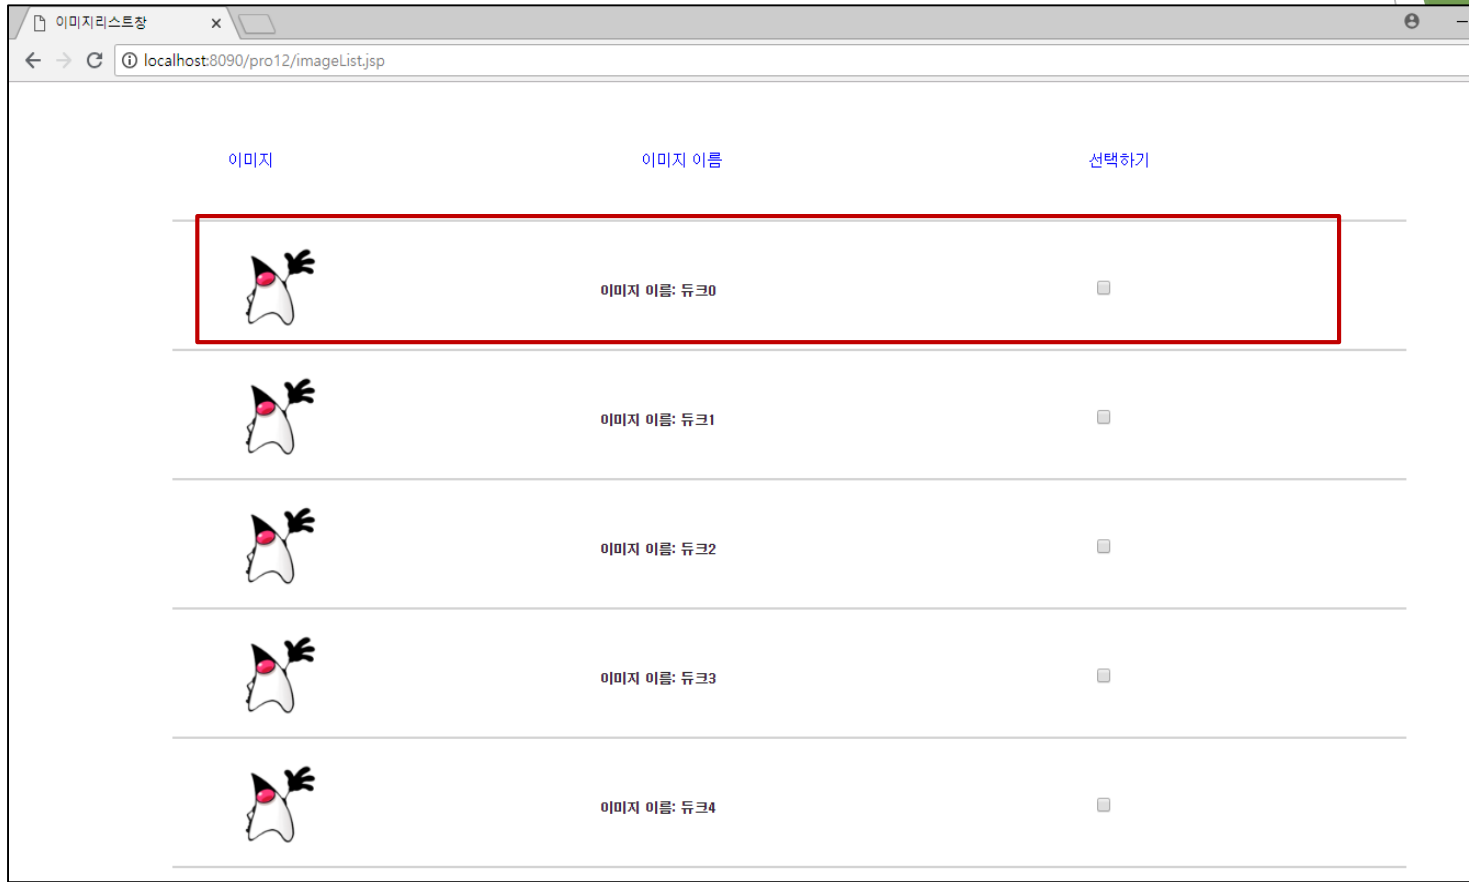 이미지리스트창
localhost:8090/pro12/imageList.jsp
이미지 이미지 이름 선택하기
이미지 이름: 듀크0
이미지 이름: 듀크1
이미지 이름: 듀크2
이미지 이름: 듀크3
이미지 이름: 듀크4